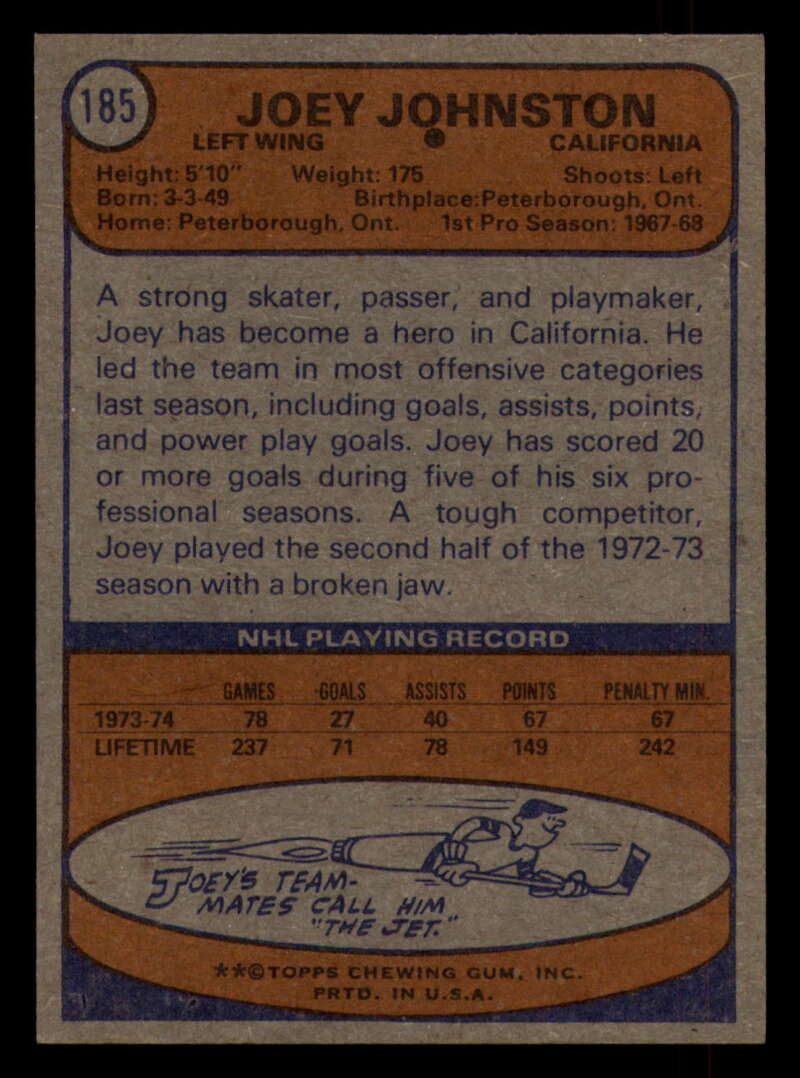 185
JOEY JOHNSTON
LEFT WING CALIFORNIA
Height: 5'10" Weight: 175 Shoots: Left
Born: 3-3-49 Birthplace: Peterborough, Ont.
Home: Peterborough, Ont. 1st Pro Season: 1967-68
A strong skater, passer, and playmaker,
Joey has become a hero in California. He
led the team in most offensive categories
last season, including goals, assists, points,
and power play goals. Joey has scored 20
or more goals during five of his six pro-
fessional seasons. A tough competitor,
Joey played the second half of the 1972-73
season with a broken jaw.
NHL PLAYING RECORD
GAMES GOALS ASSISTS POINTS PENALTY MIN.
1973-74 78 27 40 67 67
LIFETIME 237 71 78 149 242
JOEY'S TEAM-
MATES CALL HIM
"THE JET."
**©TOPPS CHEWING GUM, INC.
PRTD. IN U.S.A.